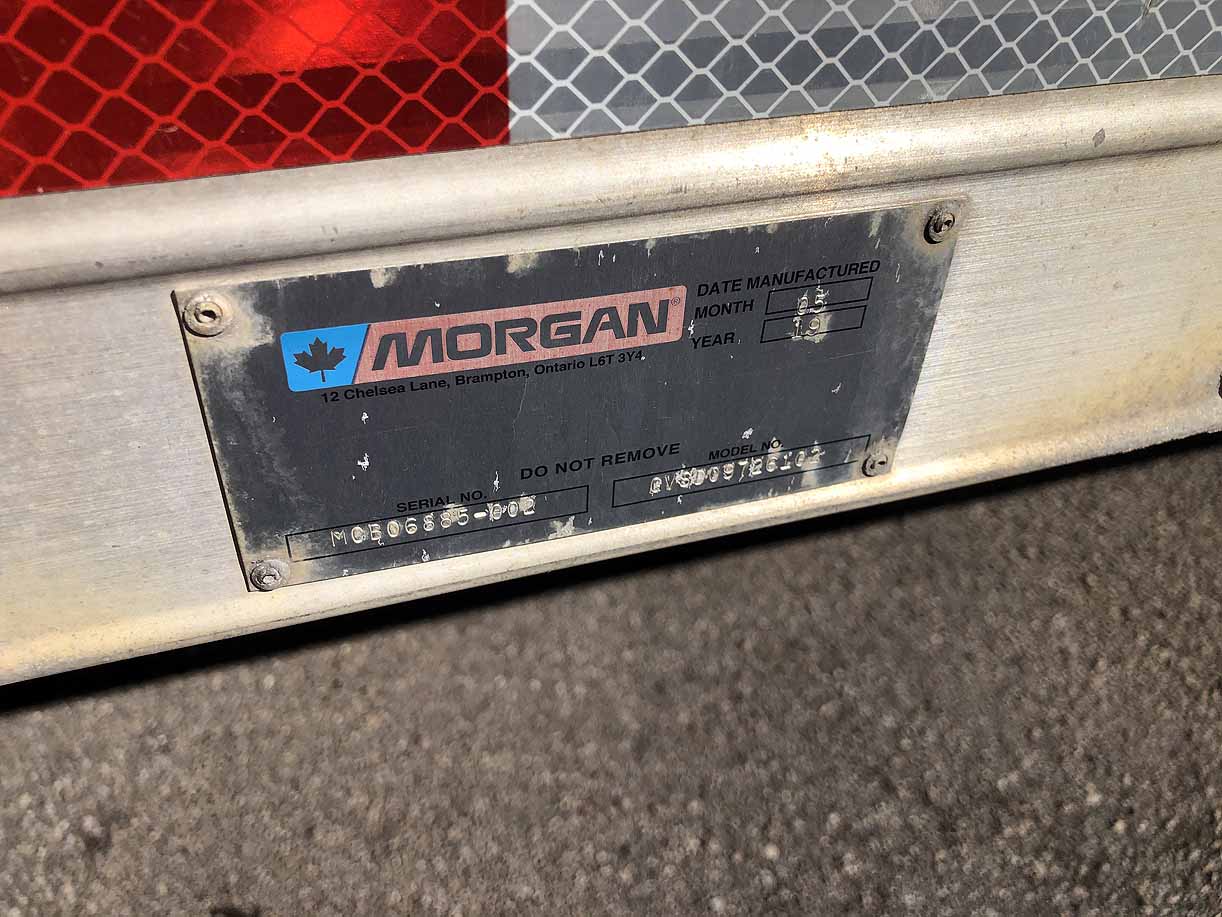 MORGAN®
12 Chelsea Lane, Brampton, Ontario L6T 3Y4
DATE MANUFACTURED
MONTH 05
YEAR 19
DO NOT REMOVE
SERIAL NO.
MCB06885-002
MODEL NO.